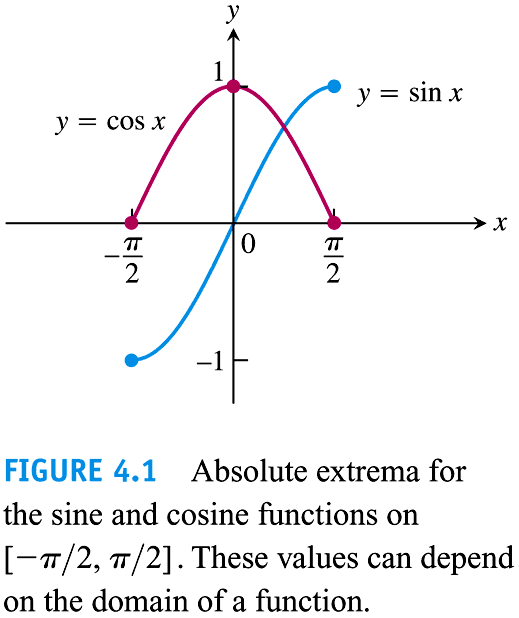 y
1
y = sin x
y = cos x
x
0
−π/2
π/2
−1
FIGURE 4.1 Absolute extrema for
the sine and cosine functions on
[−π/2, π/2]. These values can depend
on the domain of a function.